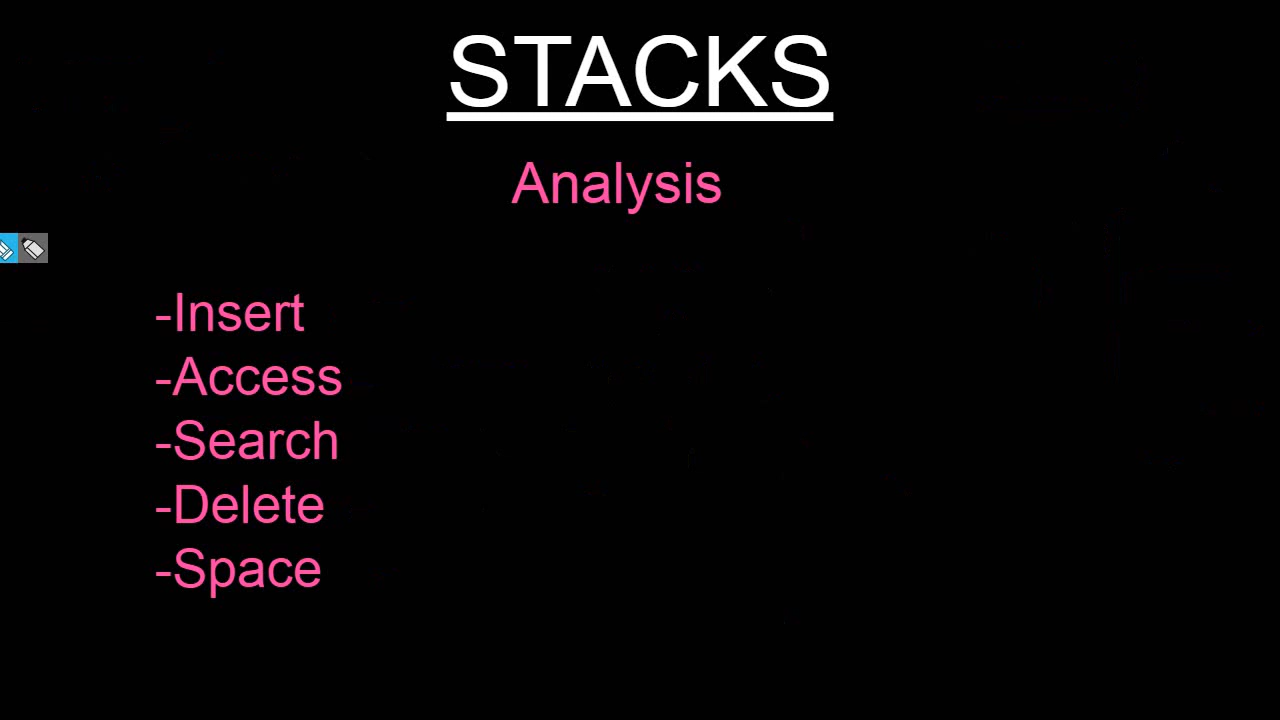 STACKS
Analysis
-Insert
-Access
-Search
-Delete
-Space